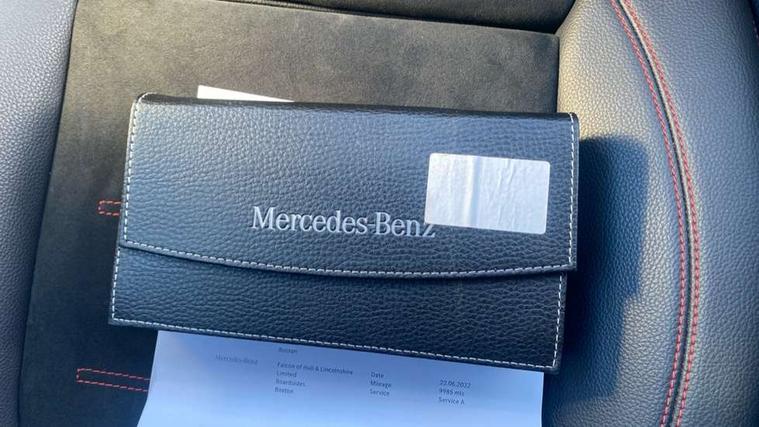 Mercedes-Benz
Boston
Mercedes-Benz Falcon of Hull & Lincolnshire Date 22.06.2022
Limited Mileage 9985 mls
Boardsides Service Service A
Boston